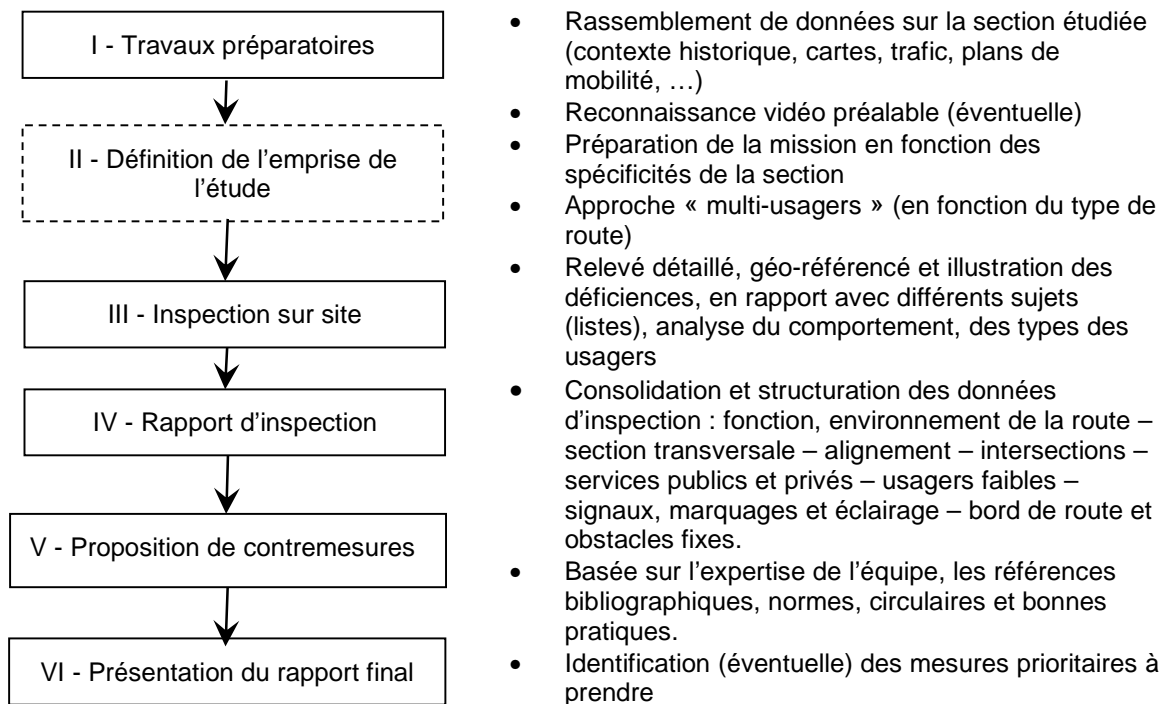 I - Travaux préparatoires
II - Définition de l’emprise de
l’étude
III - Inspection sur site
IV - Rapport d’inspection
V - Proposition de contremesures
VI - Présentation du rapport final
• Rassemblement de données sur la section étudiée
(contexte historique, cartes, trafic, plans de
mobilité, …)
• Reconnaissance vidéo préalable (éventuelle)
• Préparation de la mission en fonction des
spécificités de la section
• Approche « multi-usagers » (en fonction du type de
route)
• Relevé détaillé, géo-référencé et illustration des
déficiences, en rapport avec différents sujets
(listes), analyse du comportement, des types des
usagers
• Consolidation et structuration des données
d’inspection : fonction, environnement de la route –
section transversale – alignement – intersections –
services publics et privés – usagers faibles –
signaux, marquages et éclairage – bord de route et
obstacles fixes.
• Basée sur l’expertise de l’équipe, les références
bibliographiques, normes, circulaires et bonnes
pratiques.
• Identification (éventuelle) des mesures prioritaires à
prendre